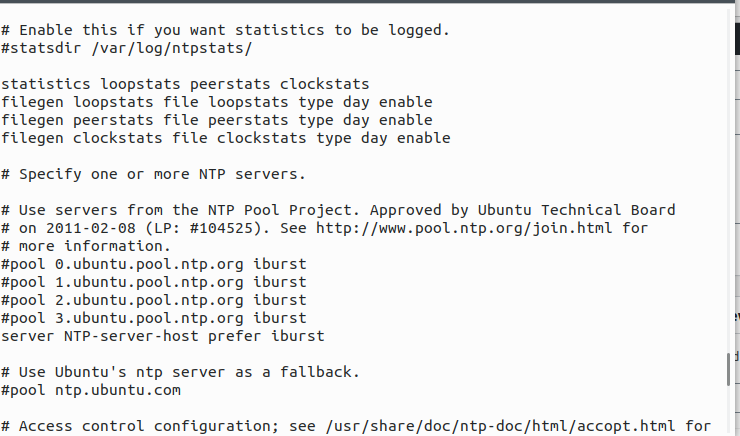 # Enable this if you want statistics to be logged.
#statsdir /var/log/ntpstats/
statistics loopstats peerstats clockstats
filegen loopstats file loopstats type day enable
filegen peerstats file peerstats type day enable
filegen clockstats file clockstats type day enable
# Specify one or more NTP servers.
# Use servers from the NTP Pool Project. Approved by Ubuntu Technical Board
# on 2011-02-08 (LP: #104525). See http://www.pool.ntp.org/join.html for
# more information.
#pool 0.ubuntu.pool.ntp.org iburst
#pool 1.ubuntu.pool.ntp.org iburst
#pool 2.ubuntu.pool.ntp.org iburst
#pool 3.ubuntu.pool.ntp.org iburst
server NTP-server-host prefer iburst
# Use Ubuntu's ntp server as a fallback.
#pool ntp.ubuntu.com
# Access control configuration; see /usr/share/doc/ntp-doc/html/accopt.html for